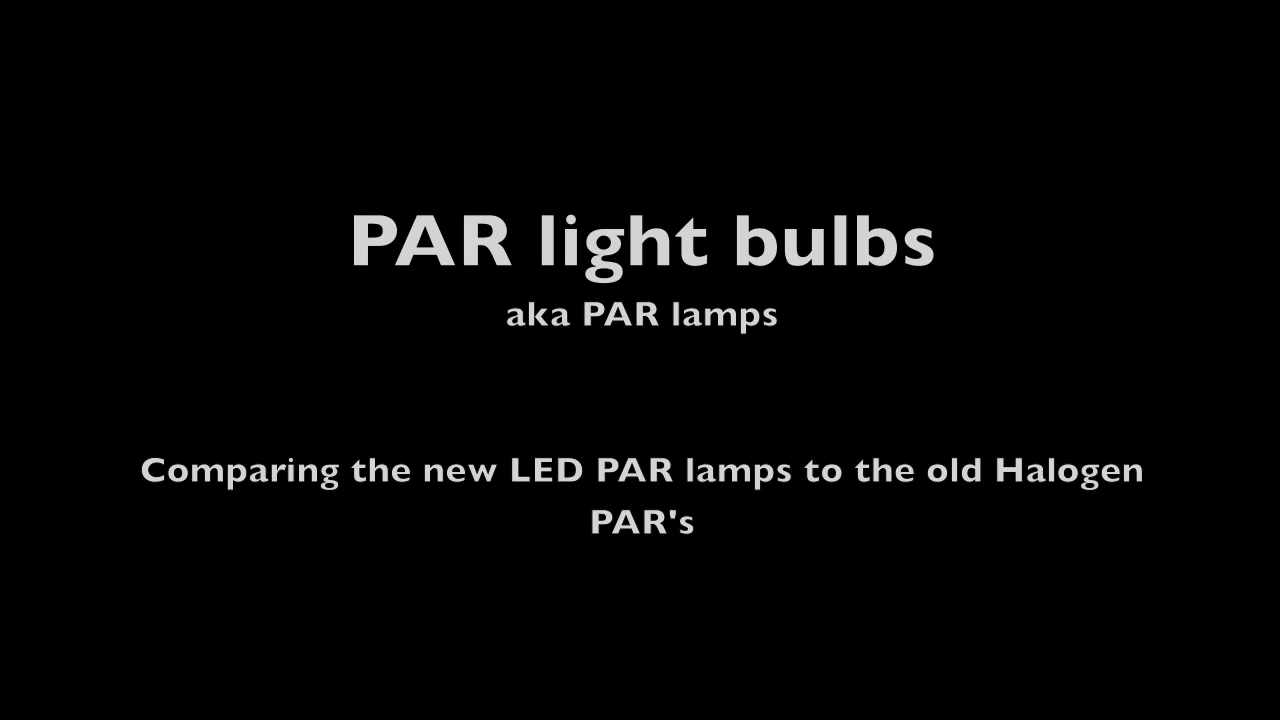 PAR light bulbs
aka PAR lamps
Comparing the new LED PAR lamps to the old Halogen
PAR's